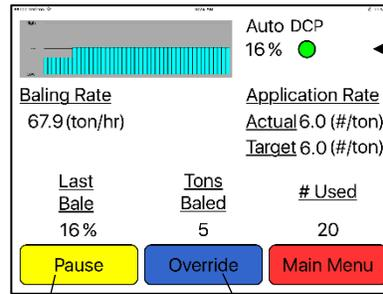 Auto DCP
16 %
Baling Rate
67.9 (ton/hr)
Application Rate
Actual 6.0 (#/ton)
Target 6.0 (#/ton)
Last
Bale
16 %
Tons
Baled
5
# Used
20
Pause
Override
Main Menu